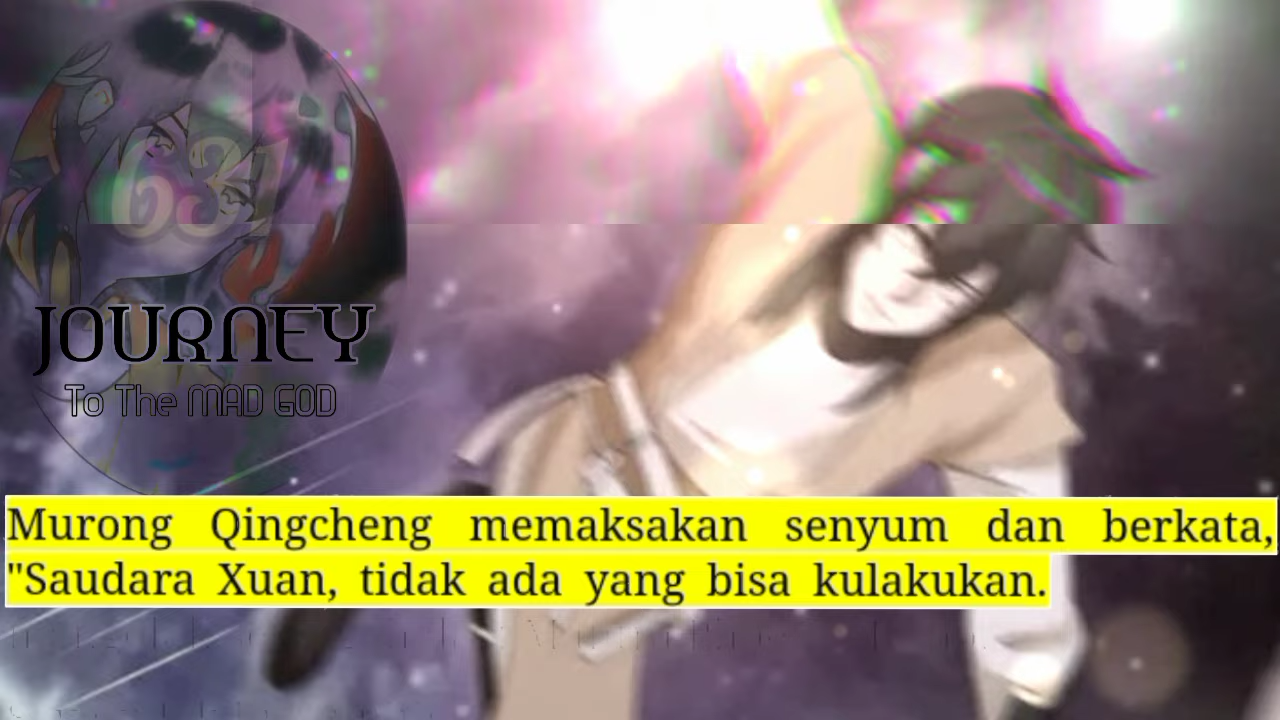 631
JOURNEY
To The MAD GOD
Murong Qingcheng memaksakan senyum dan berkata,
"Saudara Xuan, tidak ada yang bisa kulakukan.